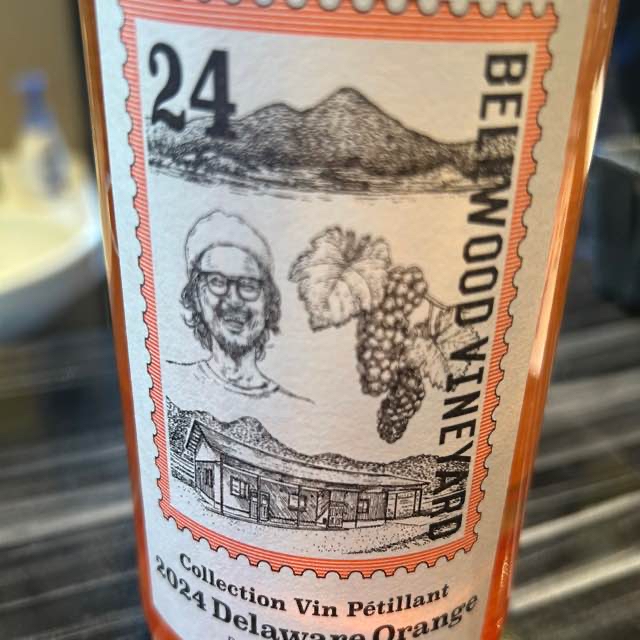 24
BELLWOOD VINEYARD
Collection Vin Pétillant
2024 Delaware Orange